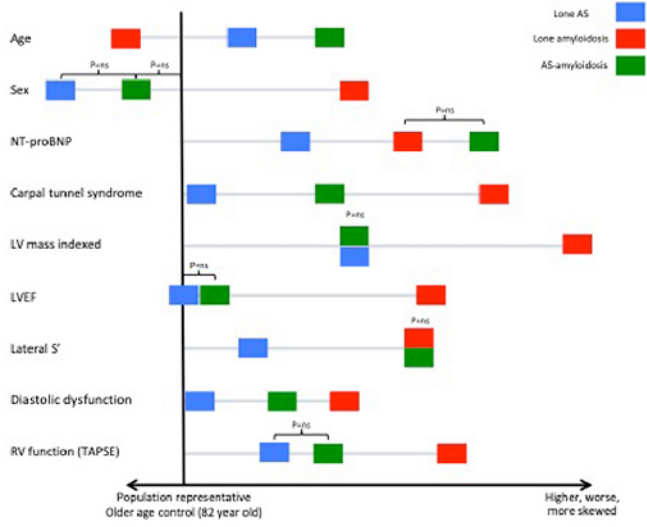 Lone AS
Age
Lone amyloidosis
P=ns P=ns
AS-amyloidosis
Sex
P=ns
NT-proBNP
Carpal tunnel syndrome
P=ns
LV mass indexed
P=ns
LVEF
P=ns
Lateral S'
Diastolic dysfunction
P=ns
RV function (TAPSE)
Population representative
Older age control (82 year old)
Higher, worse,
more skewed